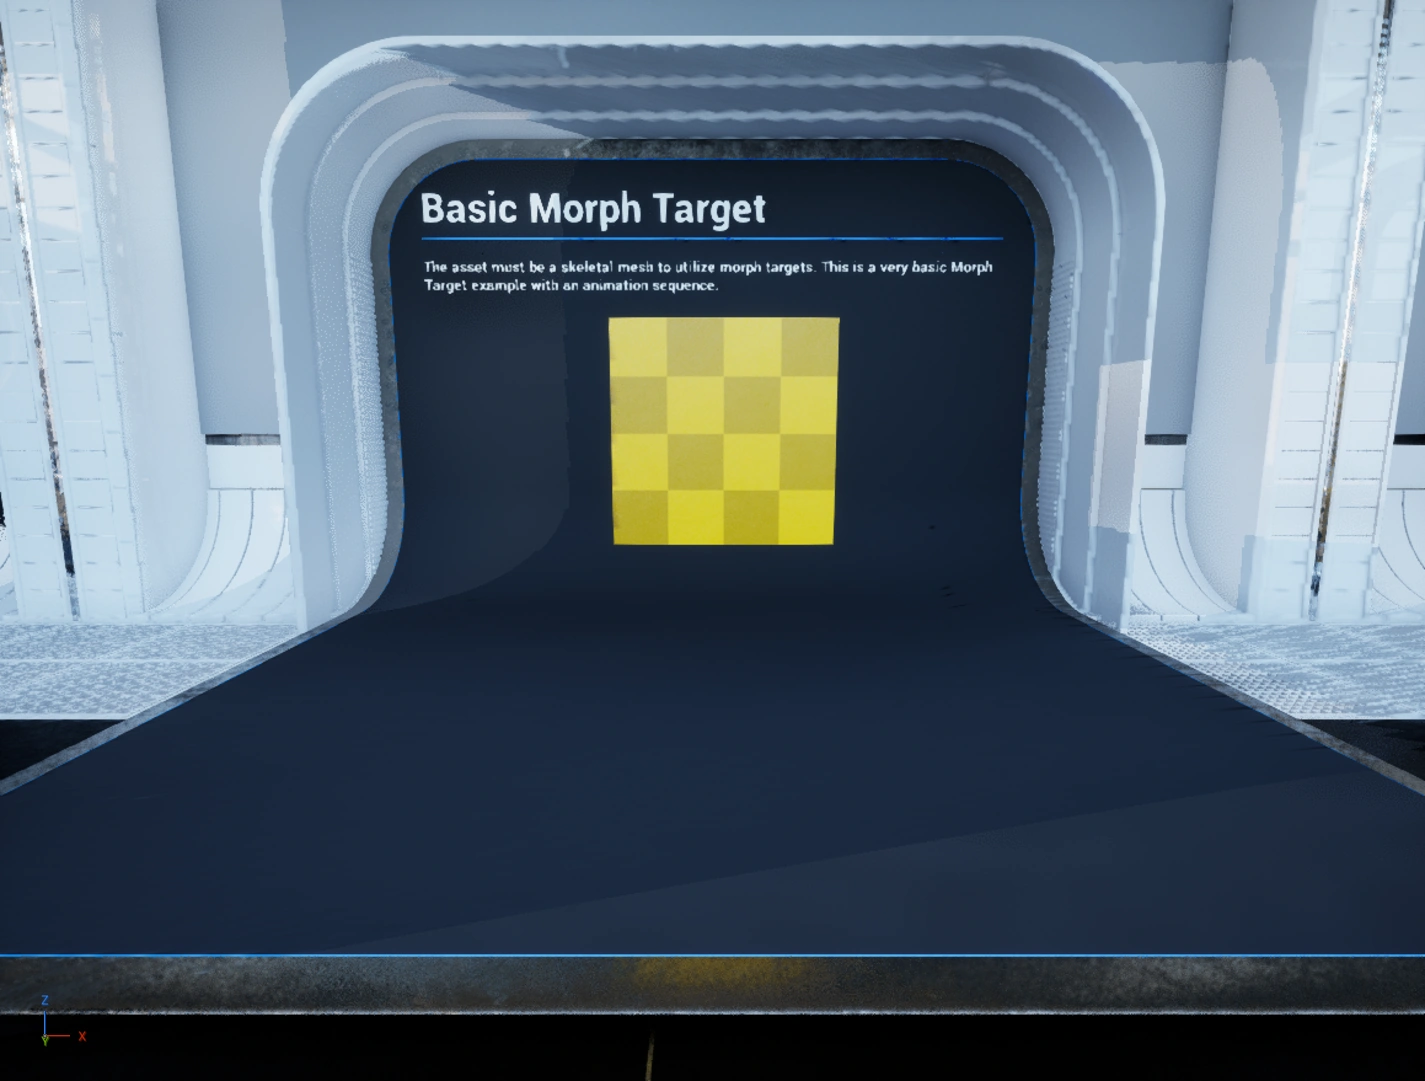 Basic Morph Target
The asset must be a skeletal mesh to utilize morph targets. This is a very basic Morph
Target example with an animation sequence.
Z
X
Y